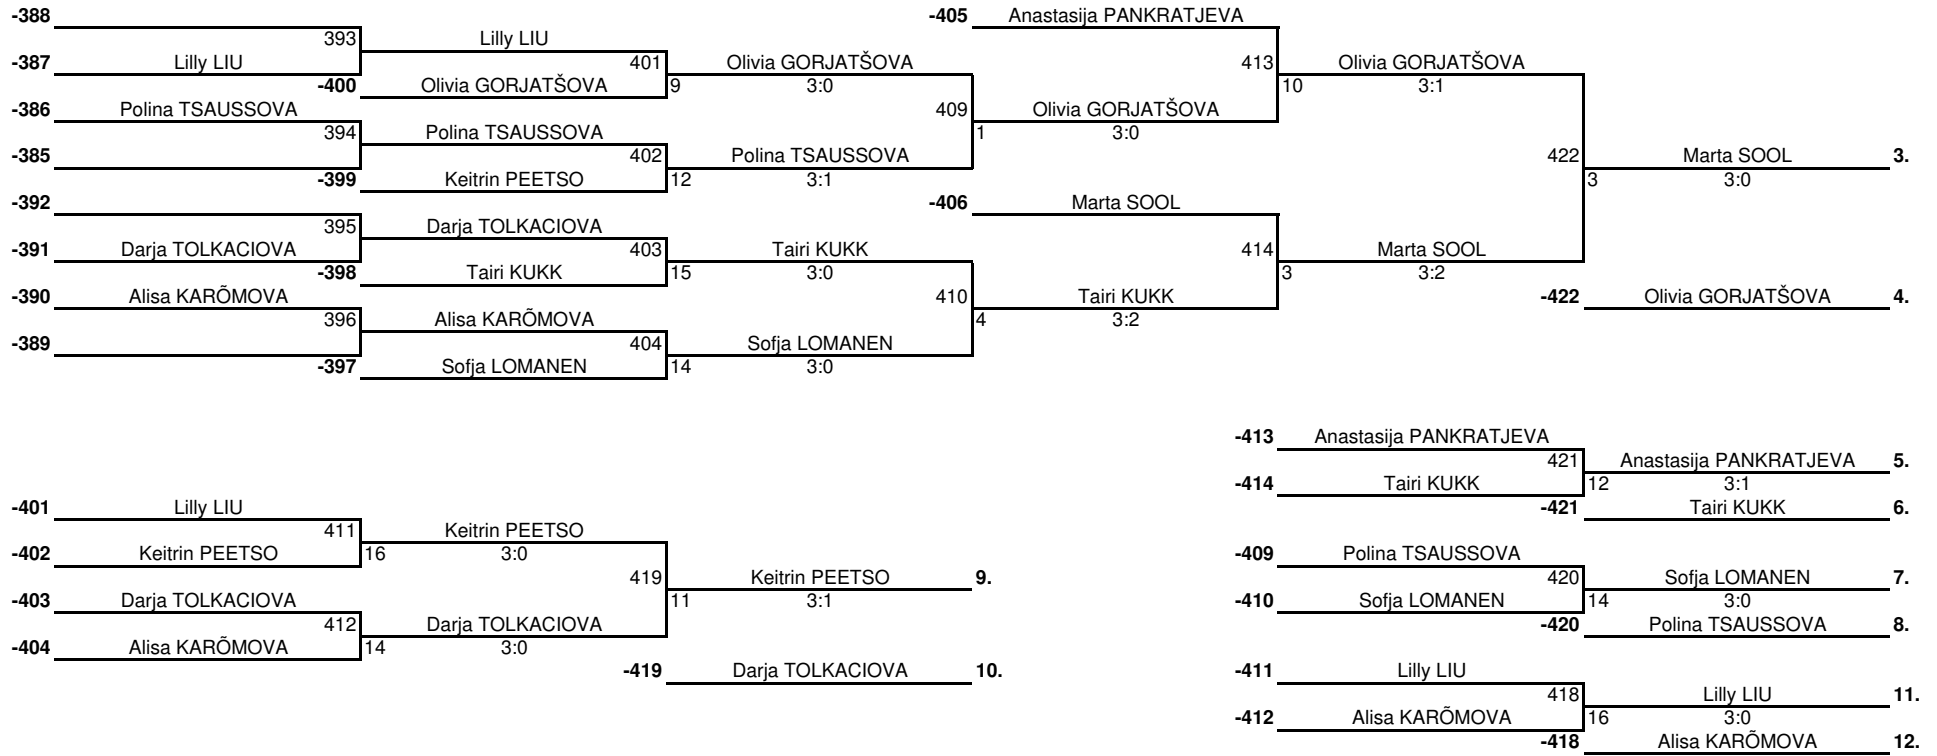 -388
-405 Anastasija PANKRATJEVA
393 Lilly LIU
-387 Lilly LIU 401 Olivia GORJATŠOVA 413 Olivia GORJATŠOVA
-400 Olivia GORJATŠOVA 9 3:0 10 3:1
-386 Polina TSAUSSOVA 409 Olivia GORJATŠOVA
394 Polina TSAUSSOVA 1 3:0
-385 402 Polina TSAUSSOVA 422 Marta SOOL 3.
-399 Keitrin PEETSO 12 3:1 3 3:0
-392 -406 Marta SOOL
395 Darja TOLKACIOVA
-391 Darja TOLKACIOVA 403 Tairi KUKK 414 Marta SOOL
-398 Tairi KUKK 15 3:0 3 3:2
-390 Alisa KARÕMOVA 410 Tairi KUKK -422 Olivia GORJATŠOVA 4.
396 Alisa KARÕMOVA 4 3:2
-389 404 Sofja LOMANEN
-397 Sofja LOMANEN 14 3:0
-413 Anastasija PANKRATJEVA
421 Anastasija PANKRATJEVA 5.
-414 Tairi KUKK 12 3:1
-401 Lilly LIU -421 Tairi KUKK 6.
411 Keitrin PEETSO
-402 Keitrin PEETSO 16 3:0 -409 Polina TSAUSSOVA
419 Keitrin PEETSO 9. 420 Sofja LOMANEN 7.
-403 Darja TOLKACIOVA 11 3:1 -410 Sofja LOMANEN 14 3:0
412 Darja TOLKACIOVA -420 Polina TSAUSSOVA 8.
-404 Alisa KARÕMOVA 14 3:0
-419 Darja TOLKACIOVA 10. -411 Lilly LIU
418 Lilly LIU 11.
-412 Alisa KARÕMOVA 16 3:0
-418 Alisa KARÕMOVA 12.